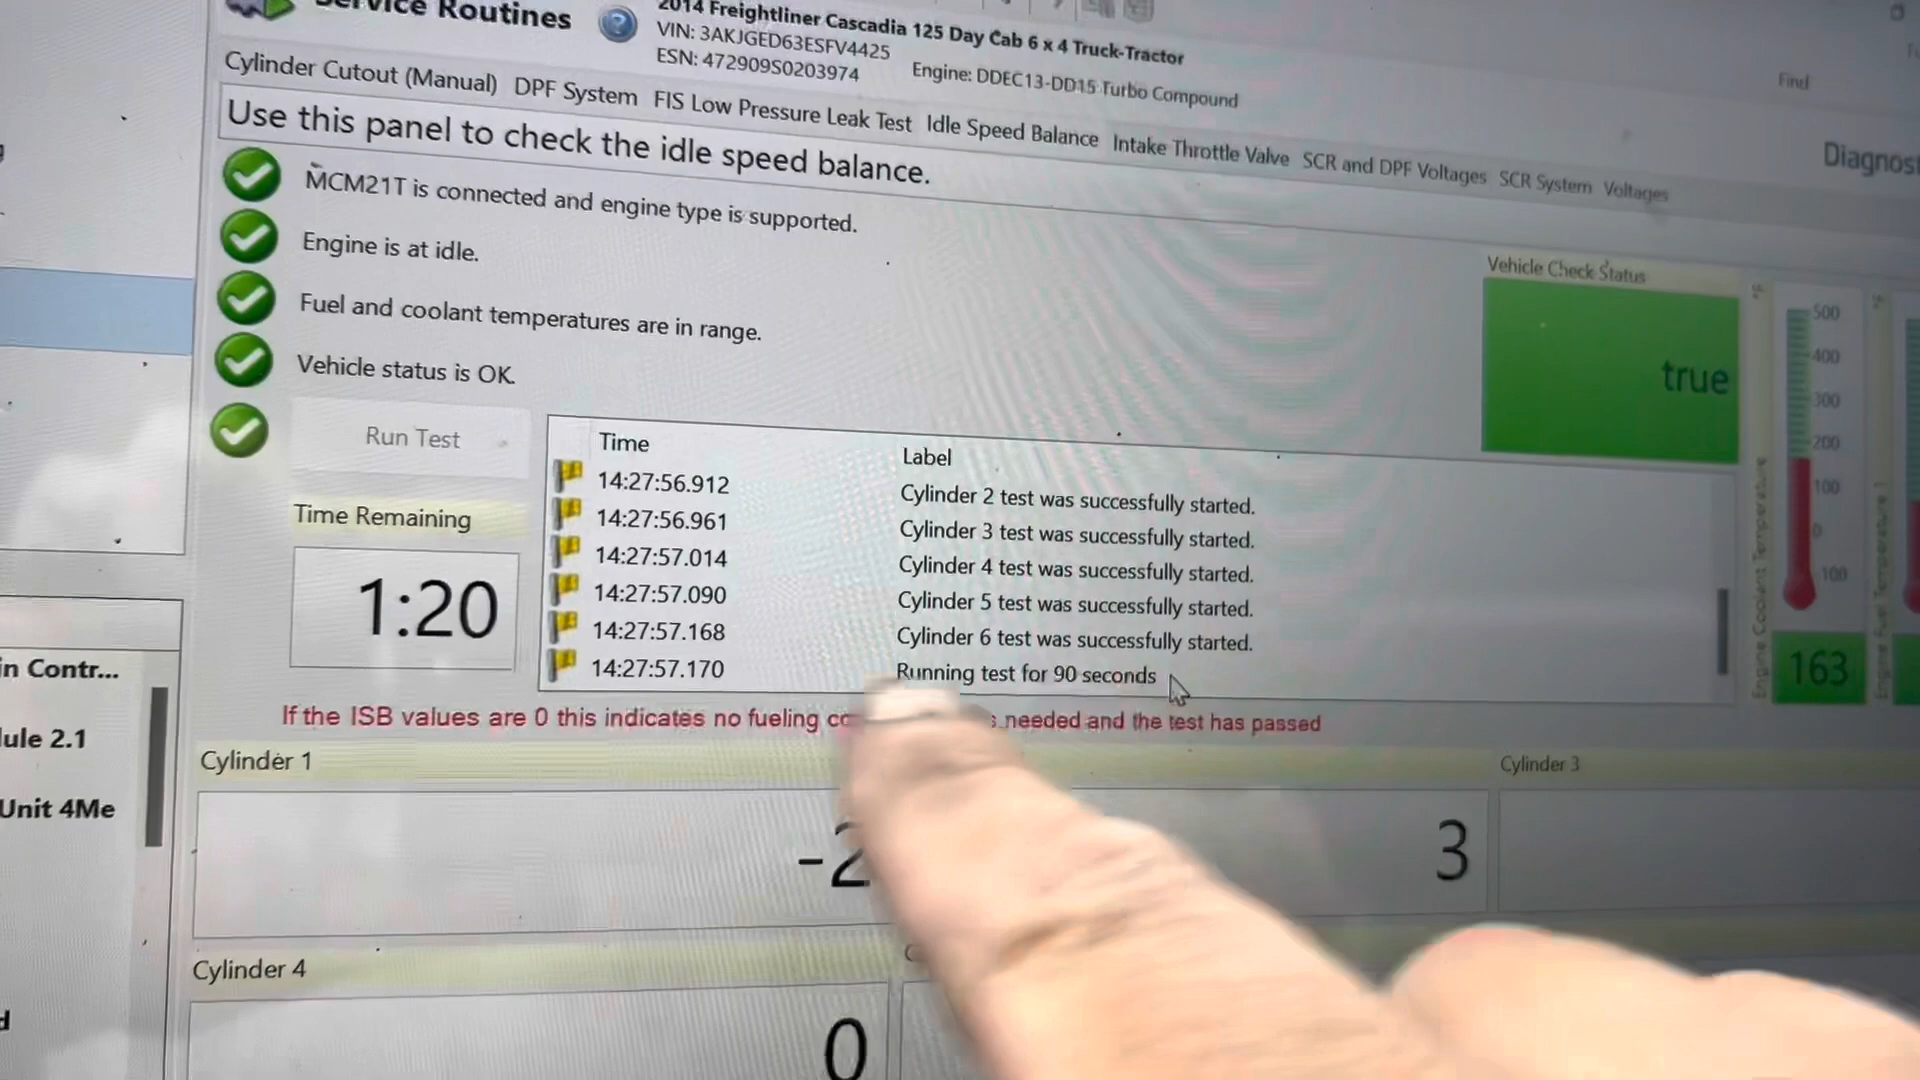 Service Routines
2014 Freightliner Cascadia 125 Day Cab 6 x 4 Truck-Tractor
VIN: 3AKJGED63ESFV4425
ESN: 472909S0203974
Engine: DDEC13-DD15 Turbo Compound
Find
Cylinder Cutout (Manual) DPF System FIS Low Pressure Leak Test Idle Speed Balance Intake Throttle Valve SCR and DPF Voltages SCR System Voltages
Diagnos
Use this panel to check the idle speed balance.
MCM21T is connected and engine type is supported.
Engine is at idle.
Fuel and coolant temperatures are in range.
Vehicle status is OK.
Vehicle Check Status
true
Run Test
Time Remaining
1:20
Time Label
14:27:56.912 Cylinder 2 test was successfully started.
14:27:56.961 Cylinder 3 test was successfully started.
14:27:57.014 Cylinder 4 test was successfully started.
14:27:57.090 Cylinder 5 test was successfully started.
14:27:57.168 Cylinder 6 test was successfully started.
14:27:57.170 Running test for 90 seconds
°F
500
400
300
200
100
0
100
Engine Coolant Temperature
163
°F
Engine Fuel Temperature
If the ISB values are 0 this indicates no fueling co s needed and the test has passed
Cylinder 1
-2
3
Cylinder 3
Cylinder 4
0
in Contr...
ule 2.1
Unit 4Me
d